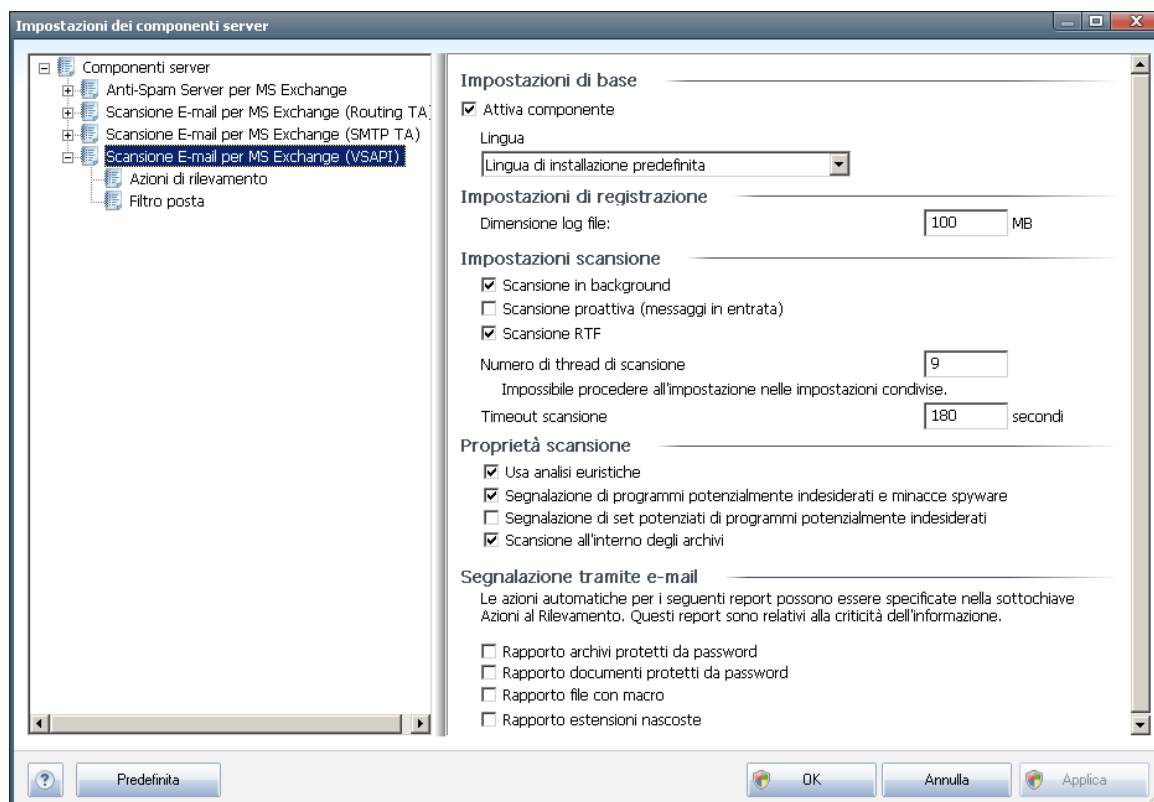 Impostazioni dei componenti server
Componenti server
Anti-Spam Server per MS Exchange
Scansione E-mail per MS Exchange (Routing TA)
Scansione E-mail per MS Exchange (SMTP TA)
Scansione E-mail per MS Exchange (VSAPI)
Azioni di rilevamento
Filtro posta
Impostazioni di base
Attiva componente
Lingua
Lingua di installazione predefinita
Impostazioni di registrazione
Dimensione log file: 100 MB
Impostazioni scansione
Scansione in background
Scansione proattiva (messaggi in entrata)
Scansione RTF
Numero di thread di scansione 9
Impossibile procedere all'impostazione nelle impostazioni condivise.
Timeout scansione 180 secondi
Proprietà scansione
Usa analisi euristiche
Segnalazione di programmi potenzialmente indesiderati e minacce spyware
Segnalazione di set potenziati di programmi potenzialmente indesiderati
Scansione all'interno degli archivi
Segnalazione tramite e-mail
Le azioni automatiche per i seguenti report possono essere specificate nella sottochiave
Azioni al Rilevamento. Questi report sono relativi alla criticità dell'informazione.
Rapporto archivi protetti da password
Rapporto documenti protetti da password
Rapporto file con macro
Rapporto estensioni nascoste
? Predefinita OK Annulla Applica